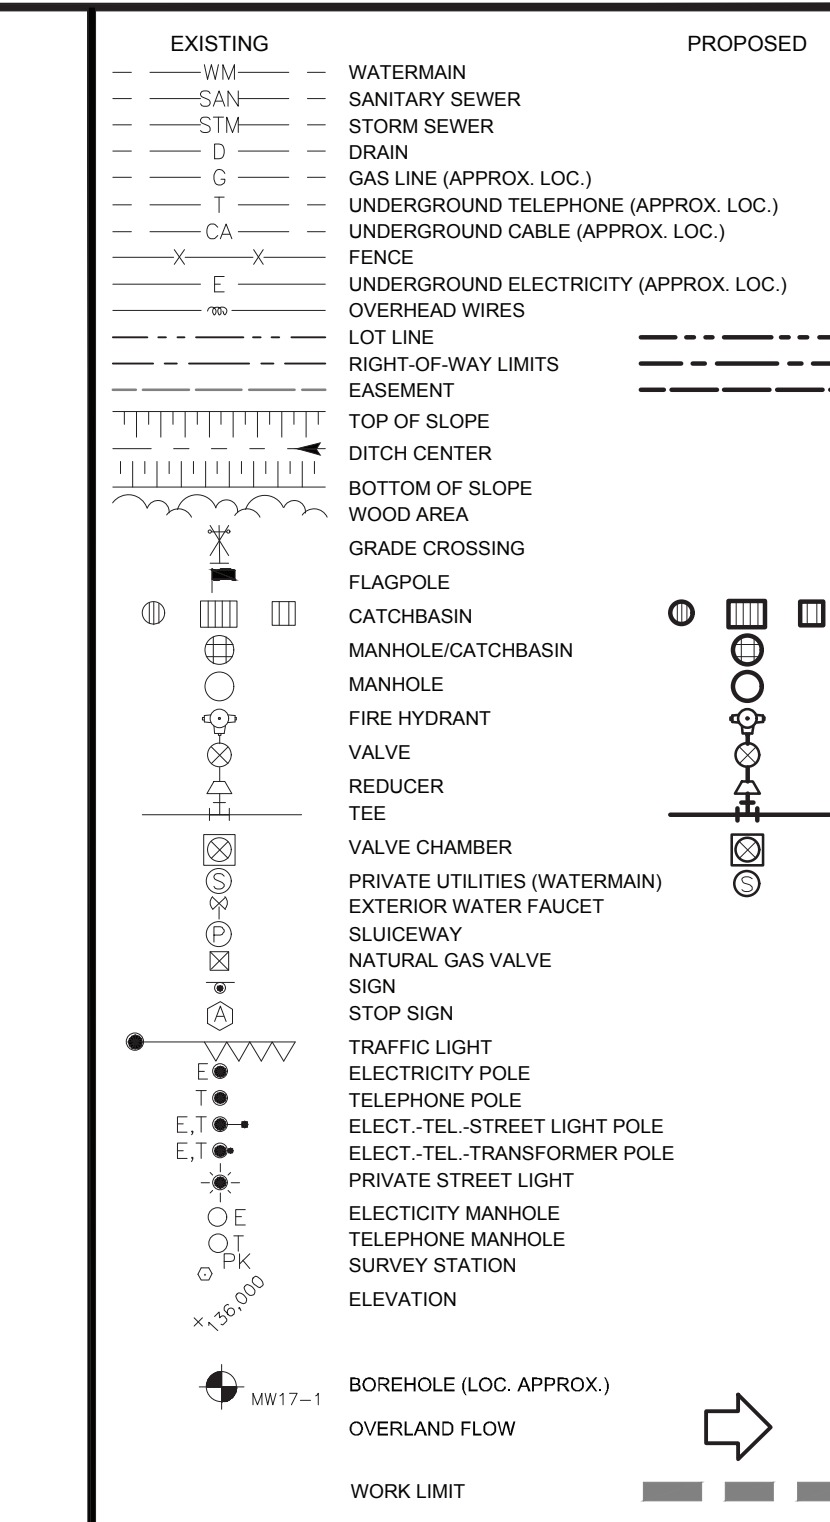 EXISTING PROPOSED
WM WATERMAIN
SAN SANITARY SEWER
STM STORM SEWER
D DRAIN
G GAS LINE (APPROX. LOC.)
T UNDERGROUND TELEPHONE (APPROX. LOC.)
CA UNDERGROUND CABLE (APPROX. LOC.)
X X FENCE
E UNDERGROUND ELECTRICITY (APPROX. LOC.)
OVERHEAD WIRES
LOT LINE
RIGHT-OF-WAY LIMITS
EASEMENT
TOP OF SLOPE
DITCH CENTER
BOTTOM OF SLOPE
WOOD AREA
GRADE CROSSING
FLAGPOLE
CATCHBASIN
MANHOLE/CATCHBASIN
MANHOLE
FIRE HYDRANT
VALVE
REDUCER
TEE
VALVE CHAMBER
S PRIVATE UTILITIES (WATERMAIN) S
EXTERIOR WATER FAUCET
P SLUICEWAY
NATURAL GAS VALVE
SIGN
A STOP SIGN
TRAFFIC LIGHT
E ELECTRICITY POLE
T TELEPHONE POLE
E,T ELECT.-TEL.-STREET LIGHT POLE
E,T ELECT.-TEL.-TRANSFORMER POLE
PRIVATE STREET LIGHT
E ELECTICITY MANHOLE
T TELEPHONE MANHOLE
PK SURVEY STATION
136,000 ELEVATION
MW17-1 BOREHOLE (LOC. APPROX.)
OVERLAND FLOW
WORK LIMIT